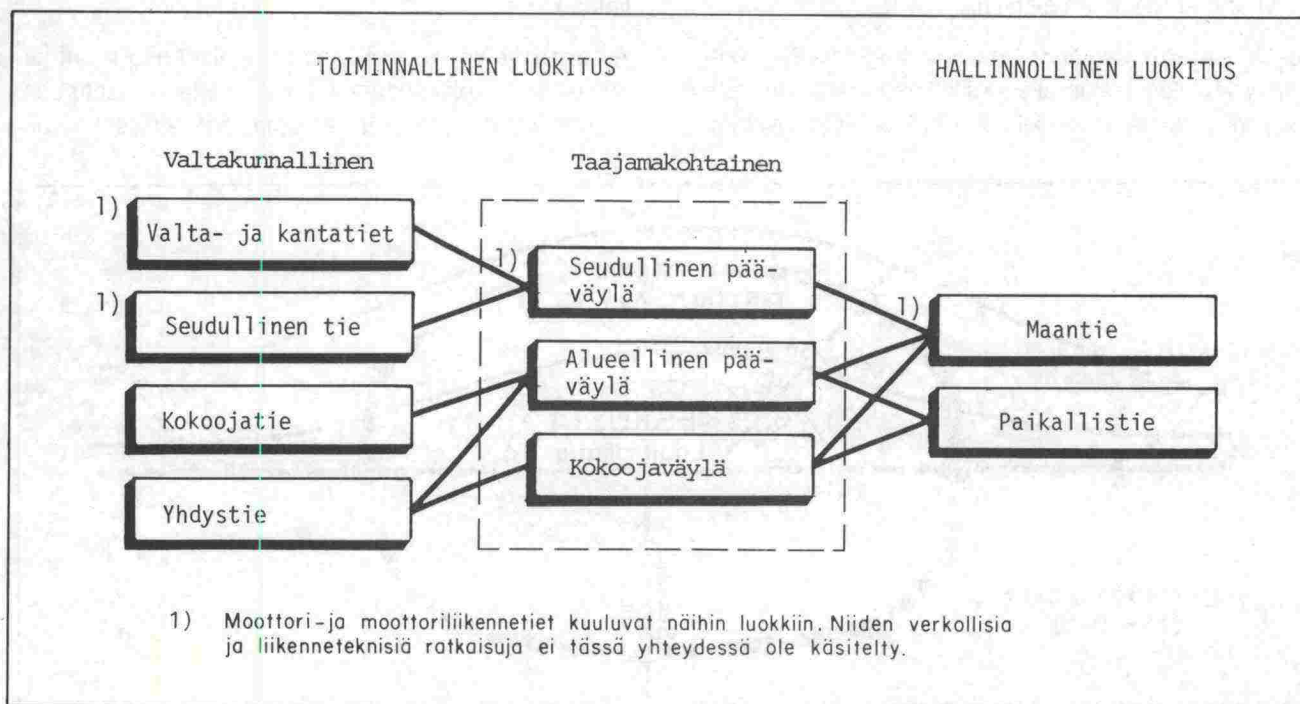 TOIMINNALLINEN LUOKITUS
HALLINNOLLINEN LUOKITUS
Valtakunnallinen
Taajamakohtainen
1)
Valta- ja kantatiet
1)
Seudullinen tie
Kokoojatie
Yhdystie
1)
Seudullinen pää-
väylä
Alueellinen pää-
väylä
Kokoojaväylä
1)
Maantie
Paikallistie
1) Moottori-ja moottoriliikennetiet kuuluvat näihin luokkiin. Niiden verkollisia
ja liikenneteknisiä ratkaisuja ei tässä yhteydessä ole käsitelty.